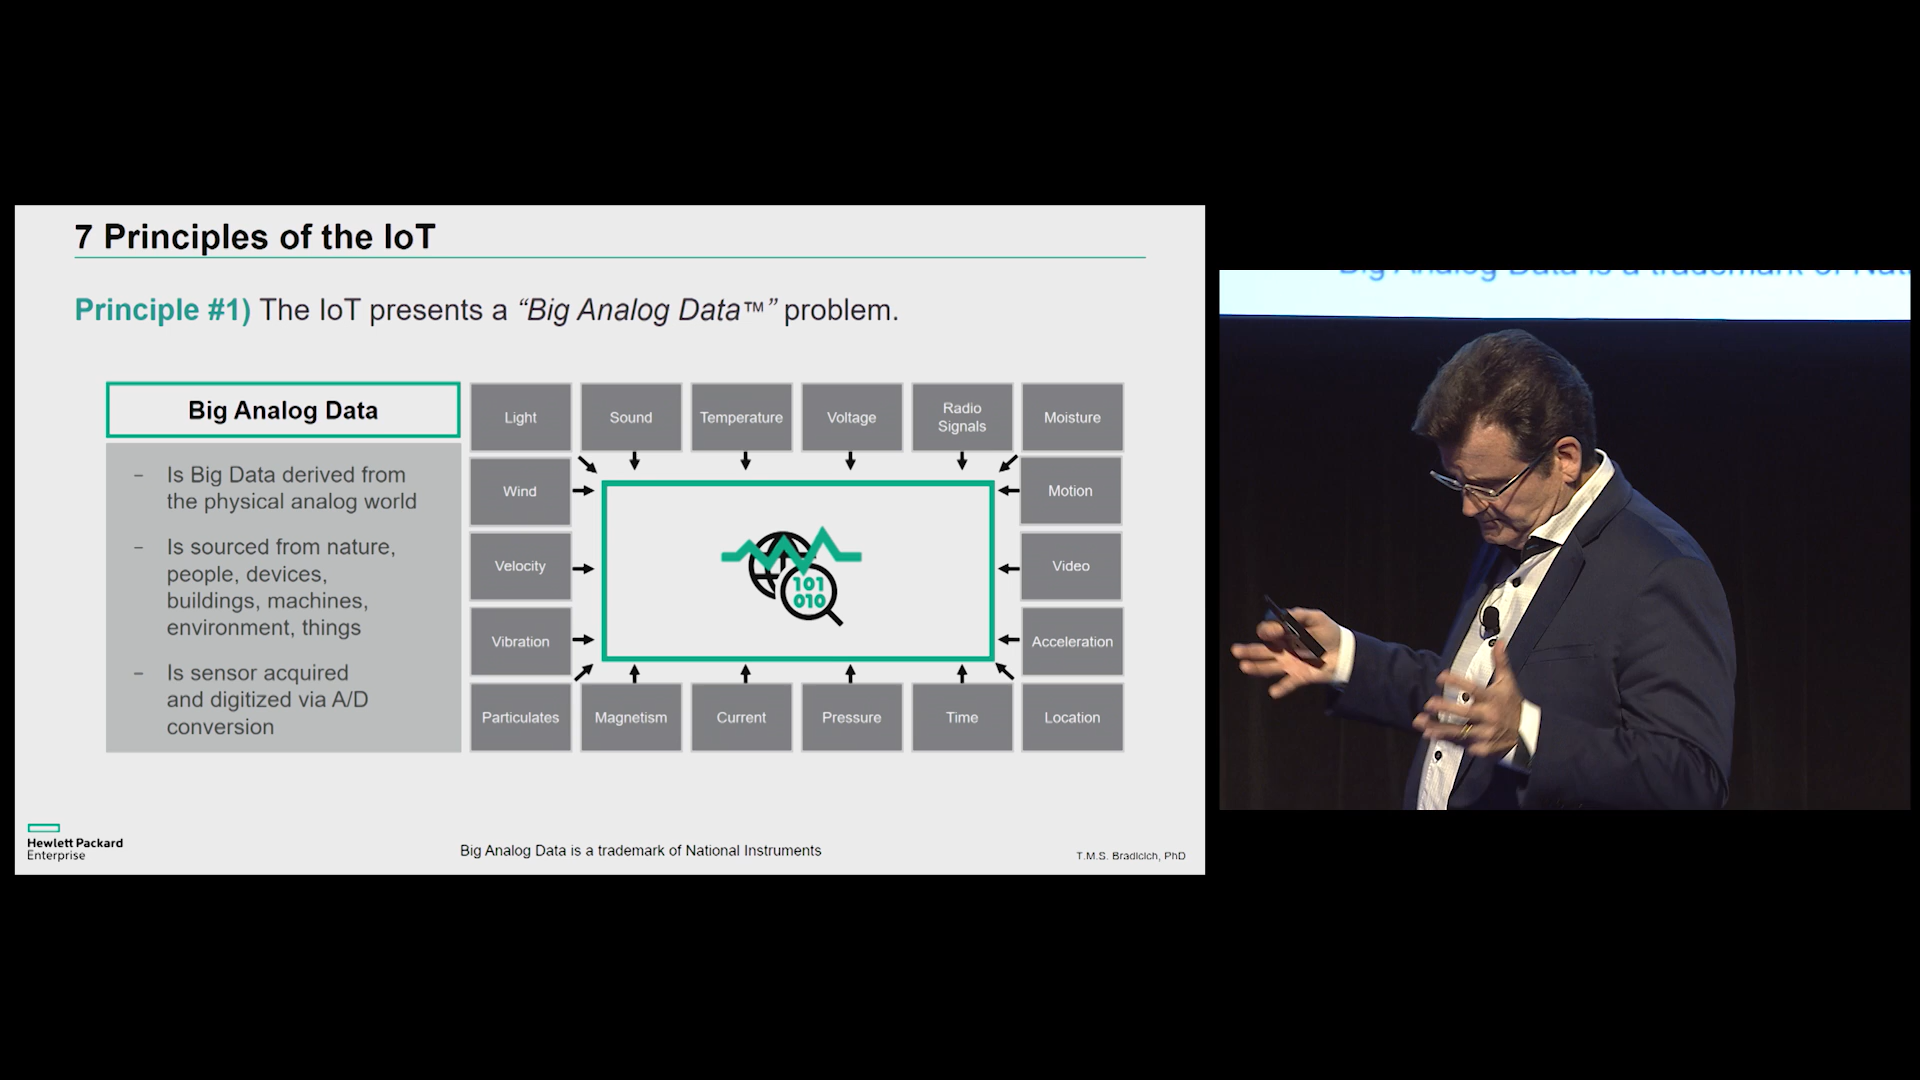 7 Principles of the IoT
Principle #1) The IoT presents a “Big Analog Data™” problem.
Big Analog Data
– Is Big Data derived from
the physical analog world
– Is sourced from nature,
people, devices,
buildings, machines,
environment, things
– Is sensor acquired
and digitized via A/D
conversion
Light
Sound
Temperature
Voltage
Radio
Signals
Moisture
Wind
Motion
Velocity
Video
Vibration
Acceleration
Particulates
Magnetism
Current
Pressure
Time
Location
101
010
Hewlett Packard
Enterprise
Big Analog Data is a trademark of National Instruments
T.M.S. Bradicich, PhD
Big Analog Data is a trademark of